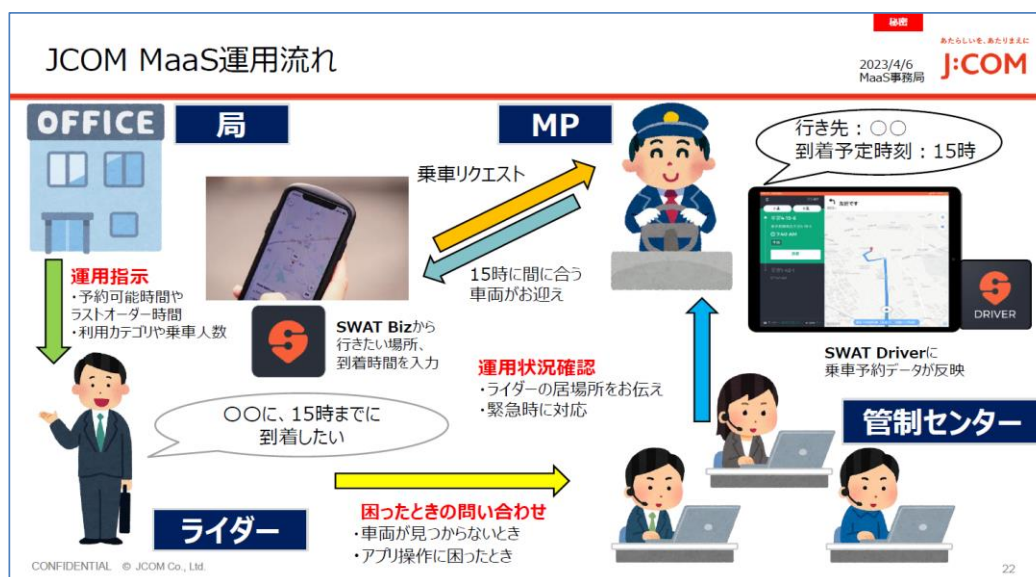 秘密
JCOM MaaS運用流れ
2023/4/6
MaaS事務局
あたらしいを、あたりまえに
J:COM
OFFICE
局
MP
行き先：○○
到着予定時刻：15時
乗車リクエスト
15時に間に合う
車両がお迎え
運用指示
・予約可能時間や
ラストオーダー時間
・利用カテゴリや乗車人数
SWAT Bizから
行きたい場所、
到着時間を入力
DRIVER
SWAT Driverに
乗車予約データが反映
運用状況確認
・ライダーの居場所をお伝え
・緊急時に対応
〇〇に、15時までに
到着したい
管制センター
ライダー
困ったときの問い合わせ
・車両が見つからないとき
・アプリ操作に困ったとき
CONFIDENTIAL © JCOM Co., Ltd.
22